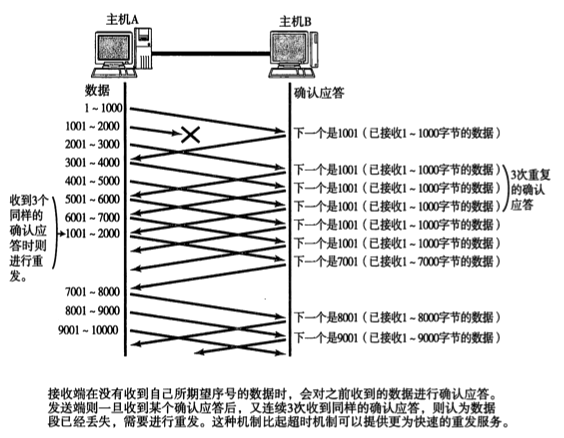 主机A
主机B
数据
确认应答
1~1000
1001~2000
下一个是1001（已接收1~1000字节的数据）
2001~3000
3001~4000
下一个是1001（已接收1~1000字节的数据）
4001~5000
下一个是1001（已接收1~1000字节的数据）
5001~6000
下一个是1001（已接收1~1000字节的数据）
3次重复
的确认
应答
6001~7000
下一个是1001（已接收1~1000字节的数据）
1001~2000
下一个是1001（已接收1~1000字节的数据）
下一个是7001（已接收1~7000字节的数据）
收到3个
同样的
确认应
答时则
进行重
发。
7001~8000
8001~9000
下一个是8001（已接收1~8000字节的数据）
9001~10000
下一个是9001（已接收1~9000字节的数据）
接收端在没有收到自己所期望序号的数据时，会对之前收到的数据进行确认应答。
发送端则一旦收到某个确认应答后，又连续3次收到同样的确认应答，则认为数据
段已经丢失，需要进行重发。这种机制比起超时机制可以提供更为快速的重发服务。